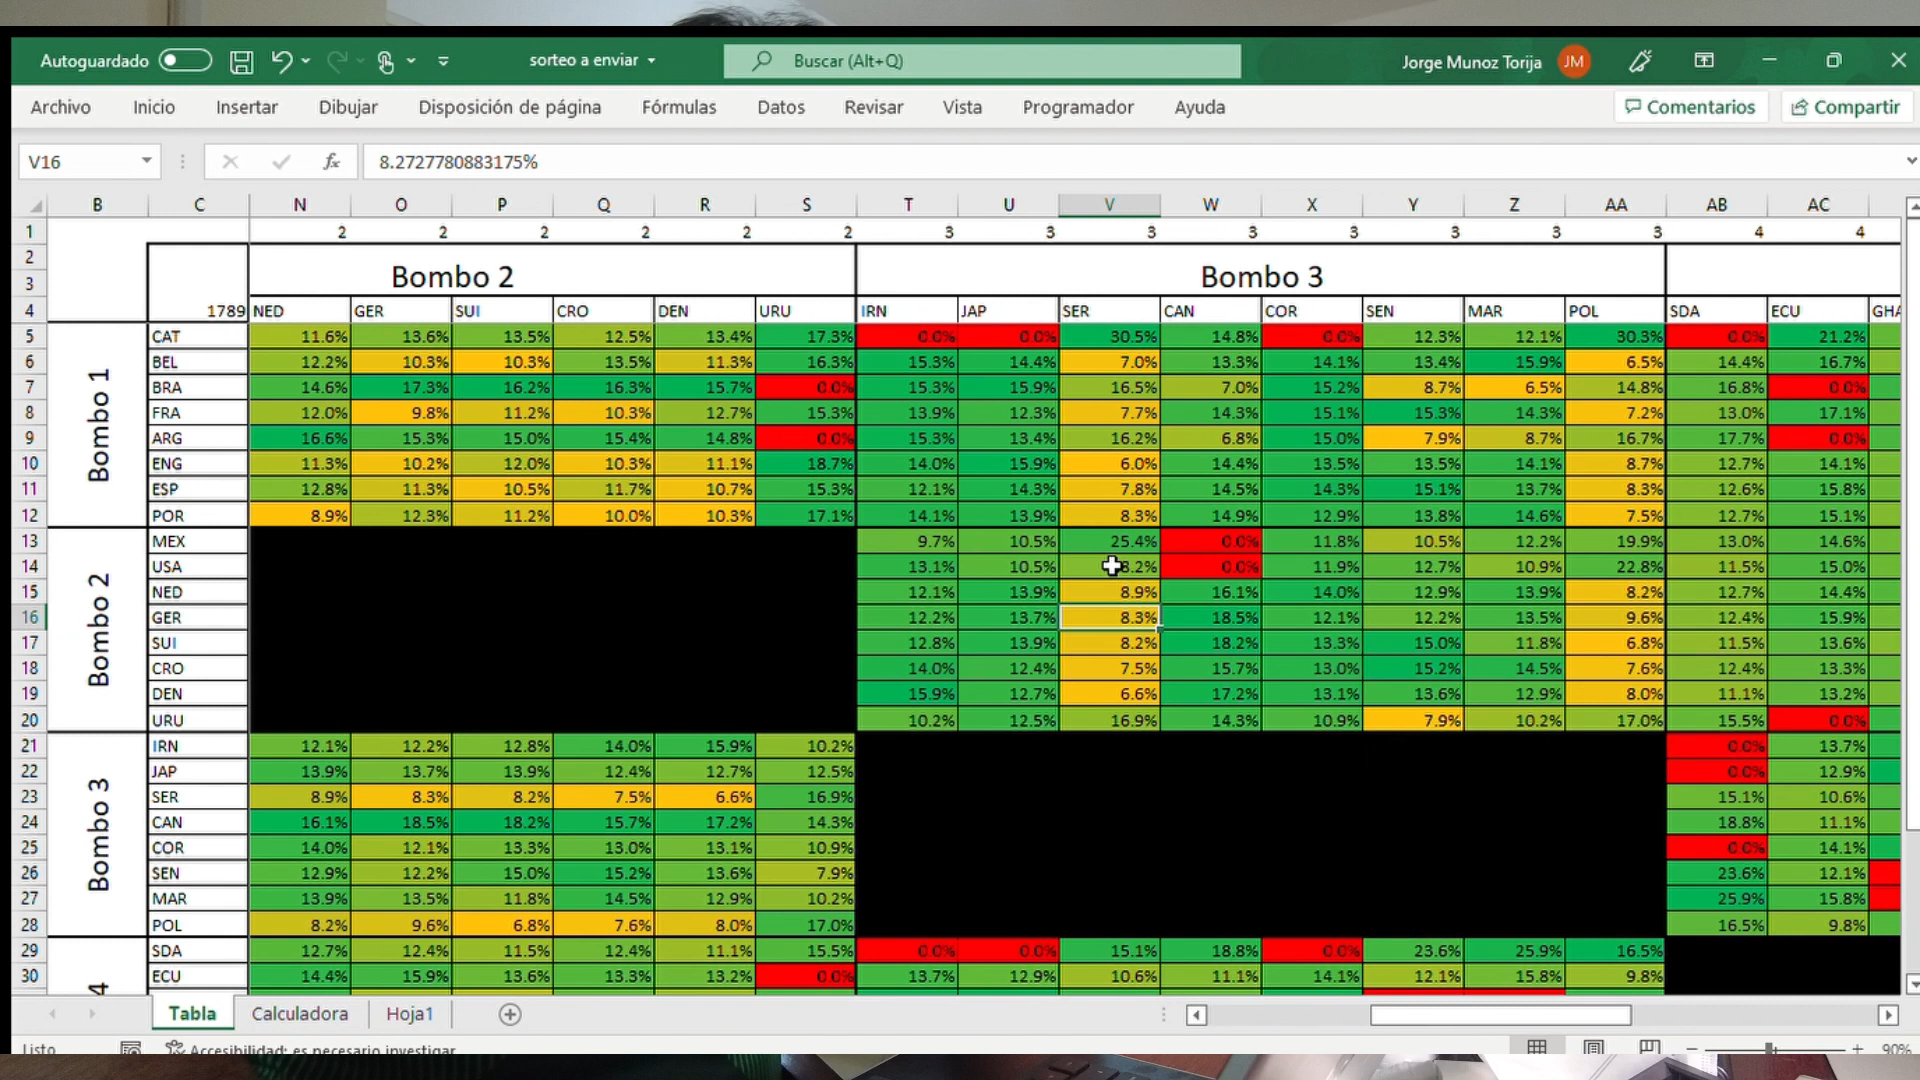 Autoguardado sorteo a enviar Buscar (Alt+Q) Jorge Munoz Torija JM
Archivo Inicio Insertar Dibujar Disposición de página Fórmulas Datos Revisar Vista Programador Ayuda Comentarios Compartir
V16 fx 8.2727780883175%
B C N O P Q R S T U V W X Y Z AA AB AC
1 2 2 2 2 2 2 3 3 3 3 3 3 3 3 4 4
2
3 Bombo 2 Bombo 3
4 1789 NED GER SUI CRO DEN URU IRN JAP SER CAN COR SEN MAR POL SDA ECU GHA
5 CAT 11.6% 13.6% 13.5% 12.5% 13.4% 17.3% 0.0% 0.0% 30.5% 14.8% 0.0% 12.3% 12.1% 30.3% 0.0% 21.2%
6 BEL 12.2% 10.3% 10.3% 13.5% 11.3% 16.3% 15.3% 14.4% 7.0% 13.3% 14.1% 13.4% 15.9% 6.5% 14.4% 16.7%
7 BRA 14.6% 17.3% 16.2% 16.3% 15.7% 0.0% 15.3% 15.9% 16.5% 7.0% 15.2% 8.7% 6.5% 14.8% 16.8% 0.0%
8 FRA 12.0% 9.8% 11.2% 10.3% 12.7% 15.3% 13.9% 12.3% 7.7% 14.3% 15.1% 15.3% 14.3% 7.2% 13.0% 17.1%
Bombo 1
9 ARG 16.6% 15.3% 15.0% 15.4% 14.8% 0.0% 15.3% 13.4% 16.2% 6.8% 15.0% 7.9% 8.7% 16.7% 17.7% 0.0%
10 ENG 11.3% 10.2% 12.0% 10.3% 11.1% 18.7% 14.0% 15.9% 6.0% 14.4% 13.5% 13.5% 14.1% 8.7% 12.7% 14.1%
11 ESP 12.8% 11.3% 10.5% 11.7% 10.7% 15.3% 12.1% 14.3% 7.8% 14.5% 14.3% 15.1% 13.7% 8.3% 12.6% 15.8%
12 POR 8.9% 12.3% 11.2% 10.0% 10.3% 17.1% 14.1% 13.9% 8.3% 14.9% 12.9% 13.8% 14.6% 7.5% 12.7% 15.1%
13 MEX 9.7% 10.5% 25.4% 0.0% 11.8% 10.5% 12.2% 19.9% 13.0% 14.6%
14 USA 13.1% 10.5% 8.2% 0.0% 11.9% 12.7% 10.9% 22.8% 11.5% 15.0%
15 NED 12.1% 13.9% 8.9% 16.1% 14.0% 12.9% 13.9% 8.2% 12.7% 14.4%
16 GER 12.2% 13.7% 8.3% 18.5% 12.1% 12.2% 13.5% 9.6% 12.4% 15.9%
Bombo 2
17 SUI 12.8% 13.9% 8.2% 18.2% 13.3% 15.0% 11.8% 6.8% 11.5% 13.6%
18 CRO 14.0% 12.4% 7.5% 15.7% 13.0% 15.2% 14.5% 7.6% 12.4% 13.3%
19 DEN 15.9% 12.7% 6.6% 17.2% 13.1% 13.6% 12.9% 8.0% 11.1% 13.2%
20 URU 10.2% 12.5% 16.9% 14.3% 10.9% 7.9% 10.2% 17.0% 15.5% 0.0%
21 IRN 12.1% 12.2% 12.8% 14.0% 15.9% 10.2% 0.0% 13.7%
22 JAP 13.9% 13.7% 13.9% 12.4% 12.7% 12.5% 0.0% 12.9%
23 SER 8.9% 8.3% 8.2% 7.5% 6.6% 16.9% 15.1% 10.6%
24 CAN 16.1% 18.5% 18.2% 15.7% 17.2% 14.3% 18.8% 11.1%
Bombo 3
25 COR 14.0% 12.1% 13.3% 13.0% 13.1% 10.9% 0.0% 14.1%
26 SEN 12.9% 12.2% 15.0% 15.2% 13.6% 7.9% 23.6% 12.1%
27 MAR 13.9% 13.5% 11.8% 14.5% 12.9% 10.2% 25.9% 15.8%
28 POL 8.2% 9.6% 6.8% 7.6% 8.0% 17.0% 16.5% 9.8%
29 SDA 12.7% 12.4% 11.5% 12.4% 11.1% 15.5% 0.0% 0.0% 15.1% 18.8% 0.0% 23.6% 25.9% 16.5%
30 ECU 14.4% 15.9% 13.6% 13.3% 13.2% 0.0% 13.7% 12.9% 10.6% 11.1% 14.1% 12.1% 15.8% 9.8%
4
Tabla Calculadora Hoja1
Listo Accesibilidad: es necesario investigar 90%